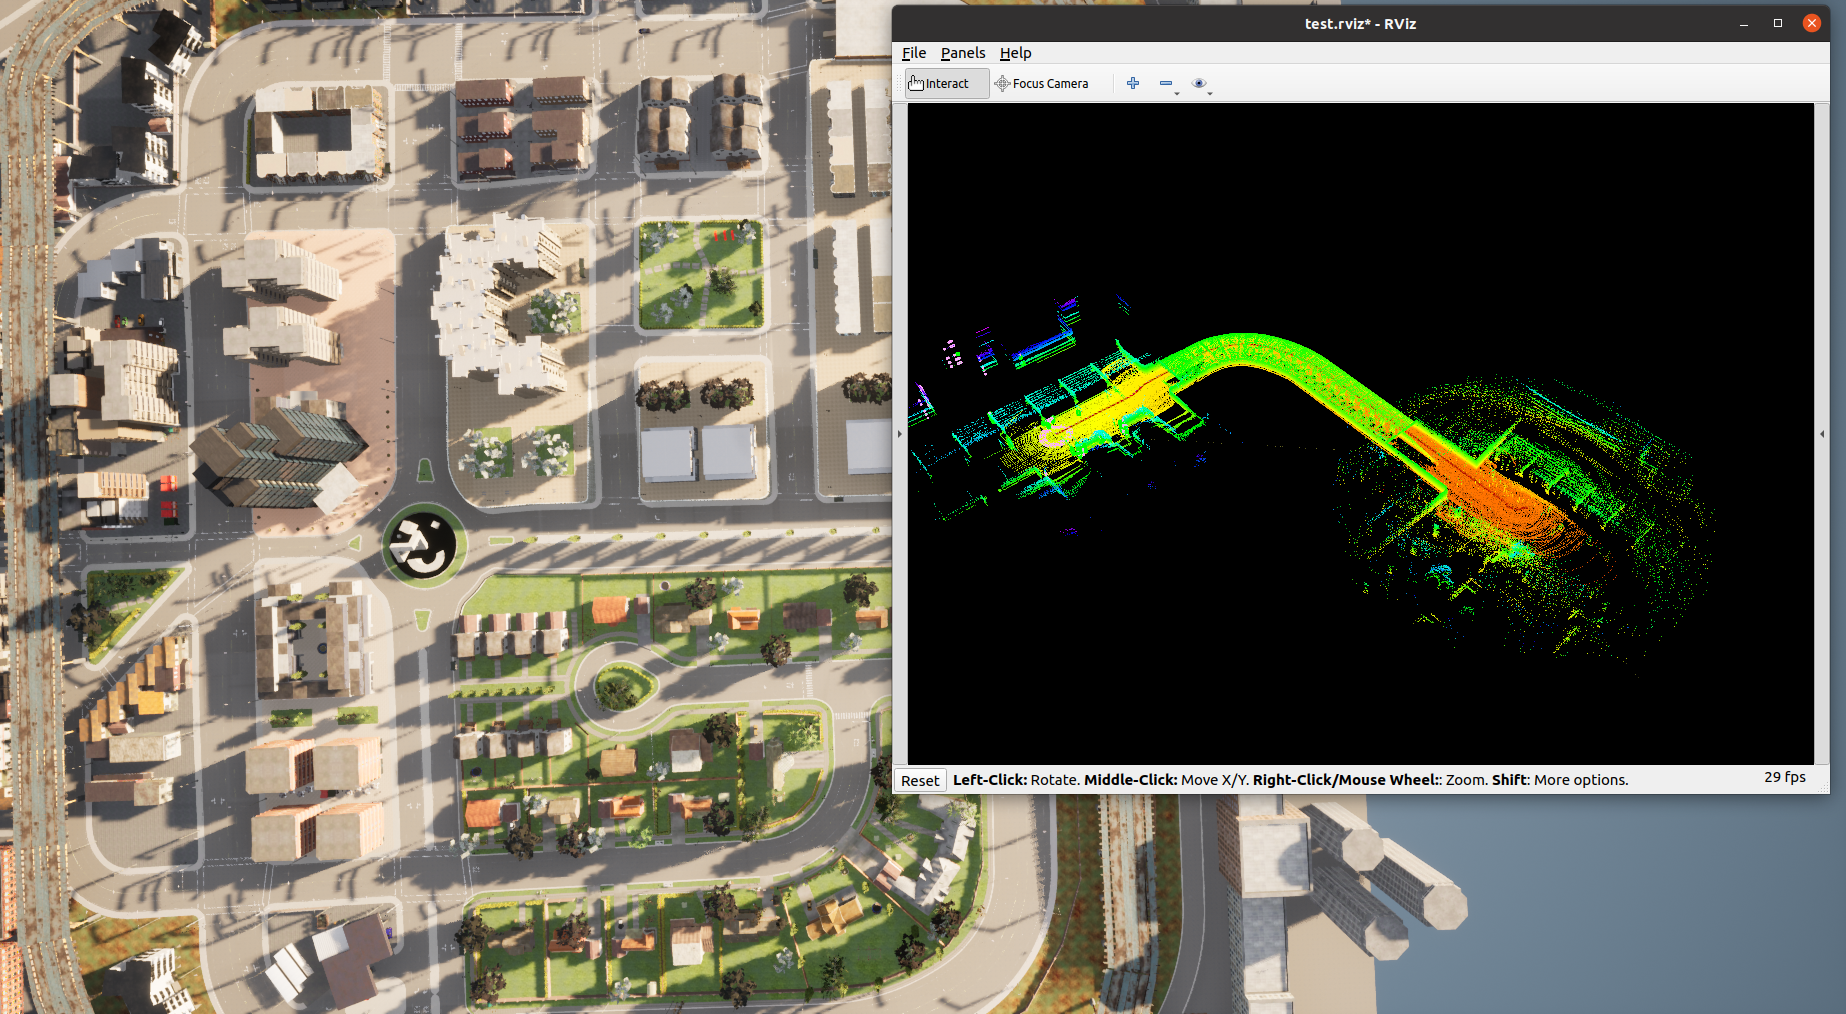 test.rviz* - RViz
File Panels Help
Interact Focus Camera
Reset Left-Click: Rotate. Middle-Click: Move X/Y. Right-Click/Mouse Wheel:: Zoom. Shift: More options. 29 fps